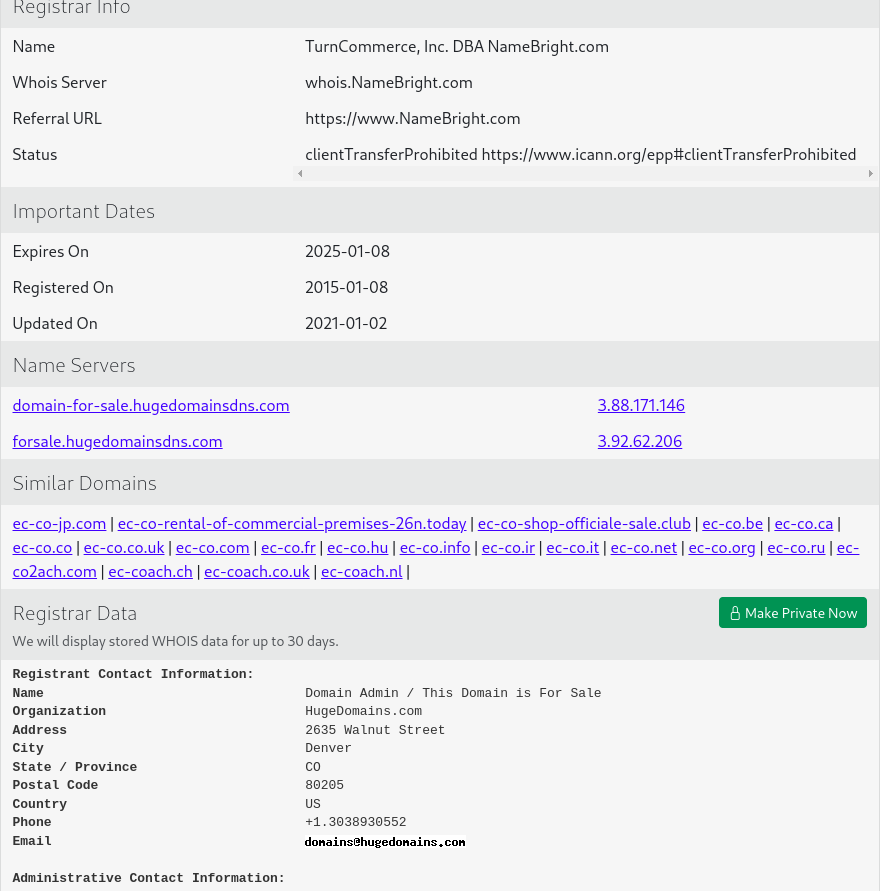 Registrar Info
Name TurnCommerce, Inc. DBA NameBright.com
Whois Server whois.NameBright.com
Referral URL https://www.NameBright.com
Status clientTransferProhibited https://www.icann.org/epp#clientTransferProhibited
Important Dates
Expires On 2025-01-08
Registered On 2015-01-08
Updated On 2021-01-02
Name Servers
domain-for-sale.hugedomainsdns.com 3.88.171.146
forsale.hugedomainsdns.com 3.92.62.206
Similar Domains
ec-co-jp.com | ec-co-rental-of-commercial-premises-26n.today | ec-co-shop-officiale-sale.club | ec-co.be | ec-co.ca |
ec-co.co | ec-co.co.uk | ec-co.com | ec-co.fr | ec-co.hu | ec-co.info | ec-co.ir | ec-co.it | ec-co.net | ec-co.org | ec-co.ru | ec-
co2ach.com | ec-coach.ch | ec-coach.co.uk | ec-coach.nl |
Registrar Data Make Private Now
We will display stored WHOIS data for up to 30 days.
Registrant Contact Information:
Name Domain Admin / This Domain is For Sale
Organization HugeDomains.com
Address 2635 Walnut Street
City Denver
State / Province CO
Postal Code 80205
Country US
Phone +1.3038930552
Email domains@hugedomains.com
Administrative Contact Information: